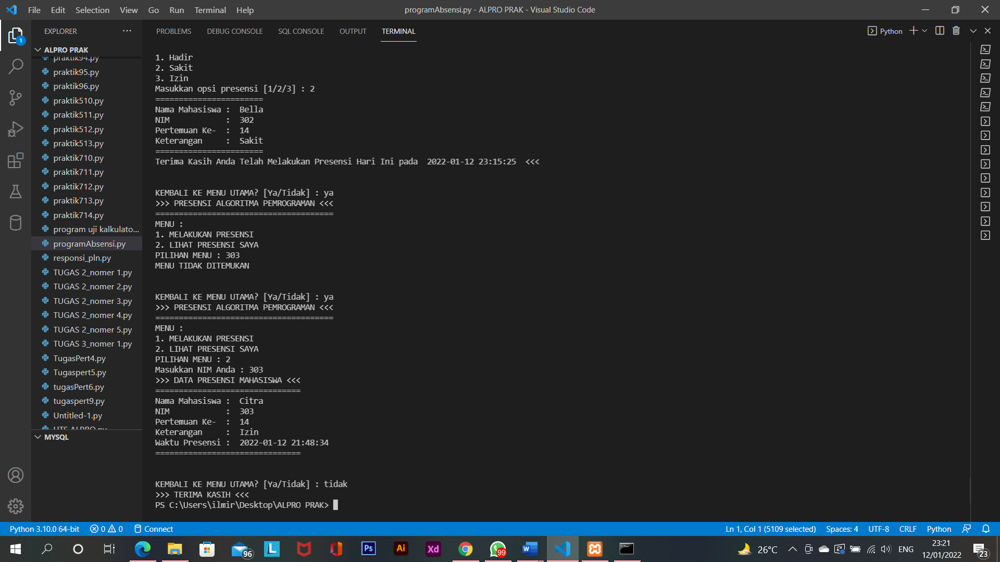 File Edit Selection View Go Run Terminal Help
programAbsensi.py - ALPRO PRAK - Visual Studio Code
EXPLORER
ALPRO PRAK
praktik94.py
praktik95.py
praktik96.py
praktik510.py
praktik511.py
praktik512.py
praktik513.py
praktik710.py
praktik711.py
praktik712.py
praktik713.py
praktik714.py
program uji kalkulato...
programAbsensi.py
responsi_pln.py
TUGAS 2_nomer 1.py
TUGAS 2_nomer 2.py
TUGAS 2_nomer 3.py
TUGAS 2_nomer 4.py
TUGAS 2_nomer 5.py
TUGAS 3_nomer 1.py
TugasPert4.py
Tugaspert5.py
tugasPert6.py
tugaspert9.py
Untitled-1.py
UTS ALPRO.py
MYSQL
1
PROBLEMS DEBUG CONSOLE SQL CONSOLE OUTPUT TERMINAL
Python
1. Hadir
2. Sakit
3. Izin
Masukkan opsi presensi [1/2/3] : 2
=======================
Nama Mahasiswa :  Bella
NIM            :  302
Pertemuan Ke-  :  14
Keterangan     :  Sakit
=======================
Terima Kasih Anda Telah Melakukan Presensi Hari Ini pada  2022-01-12 23:15:25  <<<
KEMBALI KE MENU UTAMA? [Ya/Tidak] : ya
>>> PRESENSI ALGORITMA PEMROGRAMAN <<<
======================================
MENU :
1. MELAKUKAN PRESENSI
2. LIHAT PRESENSI SAYA
PILIHAN MENU : 303
MENU TIDAK DITEMUKAN
KEMBALI KE MENU UTAMA? [Ya/Tidak] : ya
>>> PRESENSI ALGORITMA PEMROGRAMAN <<<
======================================
MENU :
1. MELAKUKAN PRESENSI
2. LIHAT PRESENSI SAYA
PILIHAN MENU : 2
Masukkan NIM Anda : 303
>>> DATA PRESENSI MAHASISWA <<<
===============================
Nama Mahasiswa :  Citra
NIM            :  303
Pertemuan Ke-  :  14
Keterangan     :  Izin
Waktu Presensi :  2022-01-12 21:48:34
===============================
KEMBALI KE MENU UTAMA? [Ya/Tidak] : tidak
>>> TERIMA KASIH <<<
PS C:\Users\ilmir\Desktop\ALPRO PRAK>
Python 3.10.0 64-bit 0 0 Connect
Ln 1, Col 1 (5109 selected) Spaces: 4 UTF-8 CRLF Python
96 L Ps Ai Xd 99 W
26°C ENG
23:21
12/01/2022
23